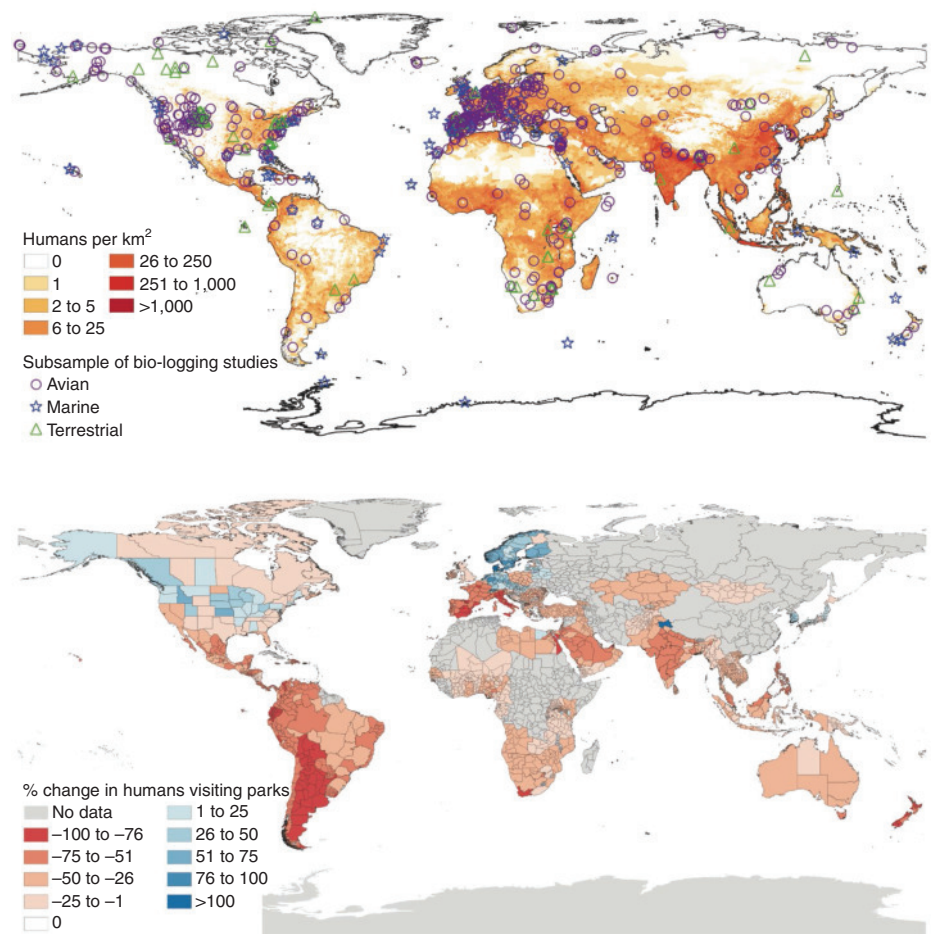 Humans per km2
0
1
2 to 5
6 to 25
26 to 250
251 to 1,000
>1,000
Subsample of bio-logging studies
Avian
Marine
Terrestrial
% change in humans visiting parks
No data
–100 to –76
–75 to –51
–50 to –26
–25 to –1
0
1 to 25
26 to 50
51 to 75
76 to 100
>100